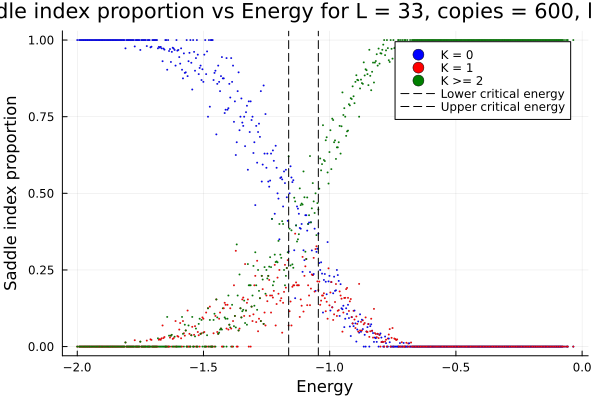 index proportion vs Energy for L = 33, copies = 600,
1.00
0.75
0.50
0.25
0.00
Saddle index proportion
K = 0
K = 1
K >= 2
Lower critical energy
Upper critical energy
−2.0 −1.5 −1.0 −0.5 0.0
Energy